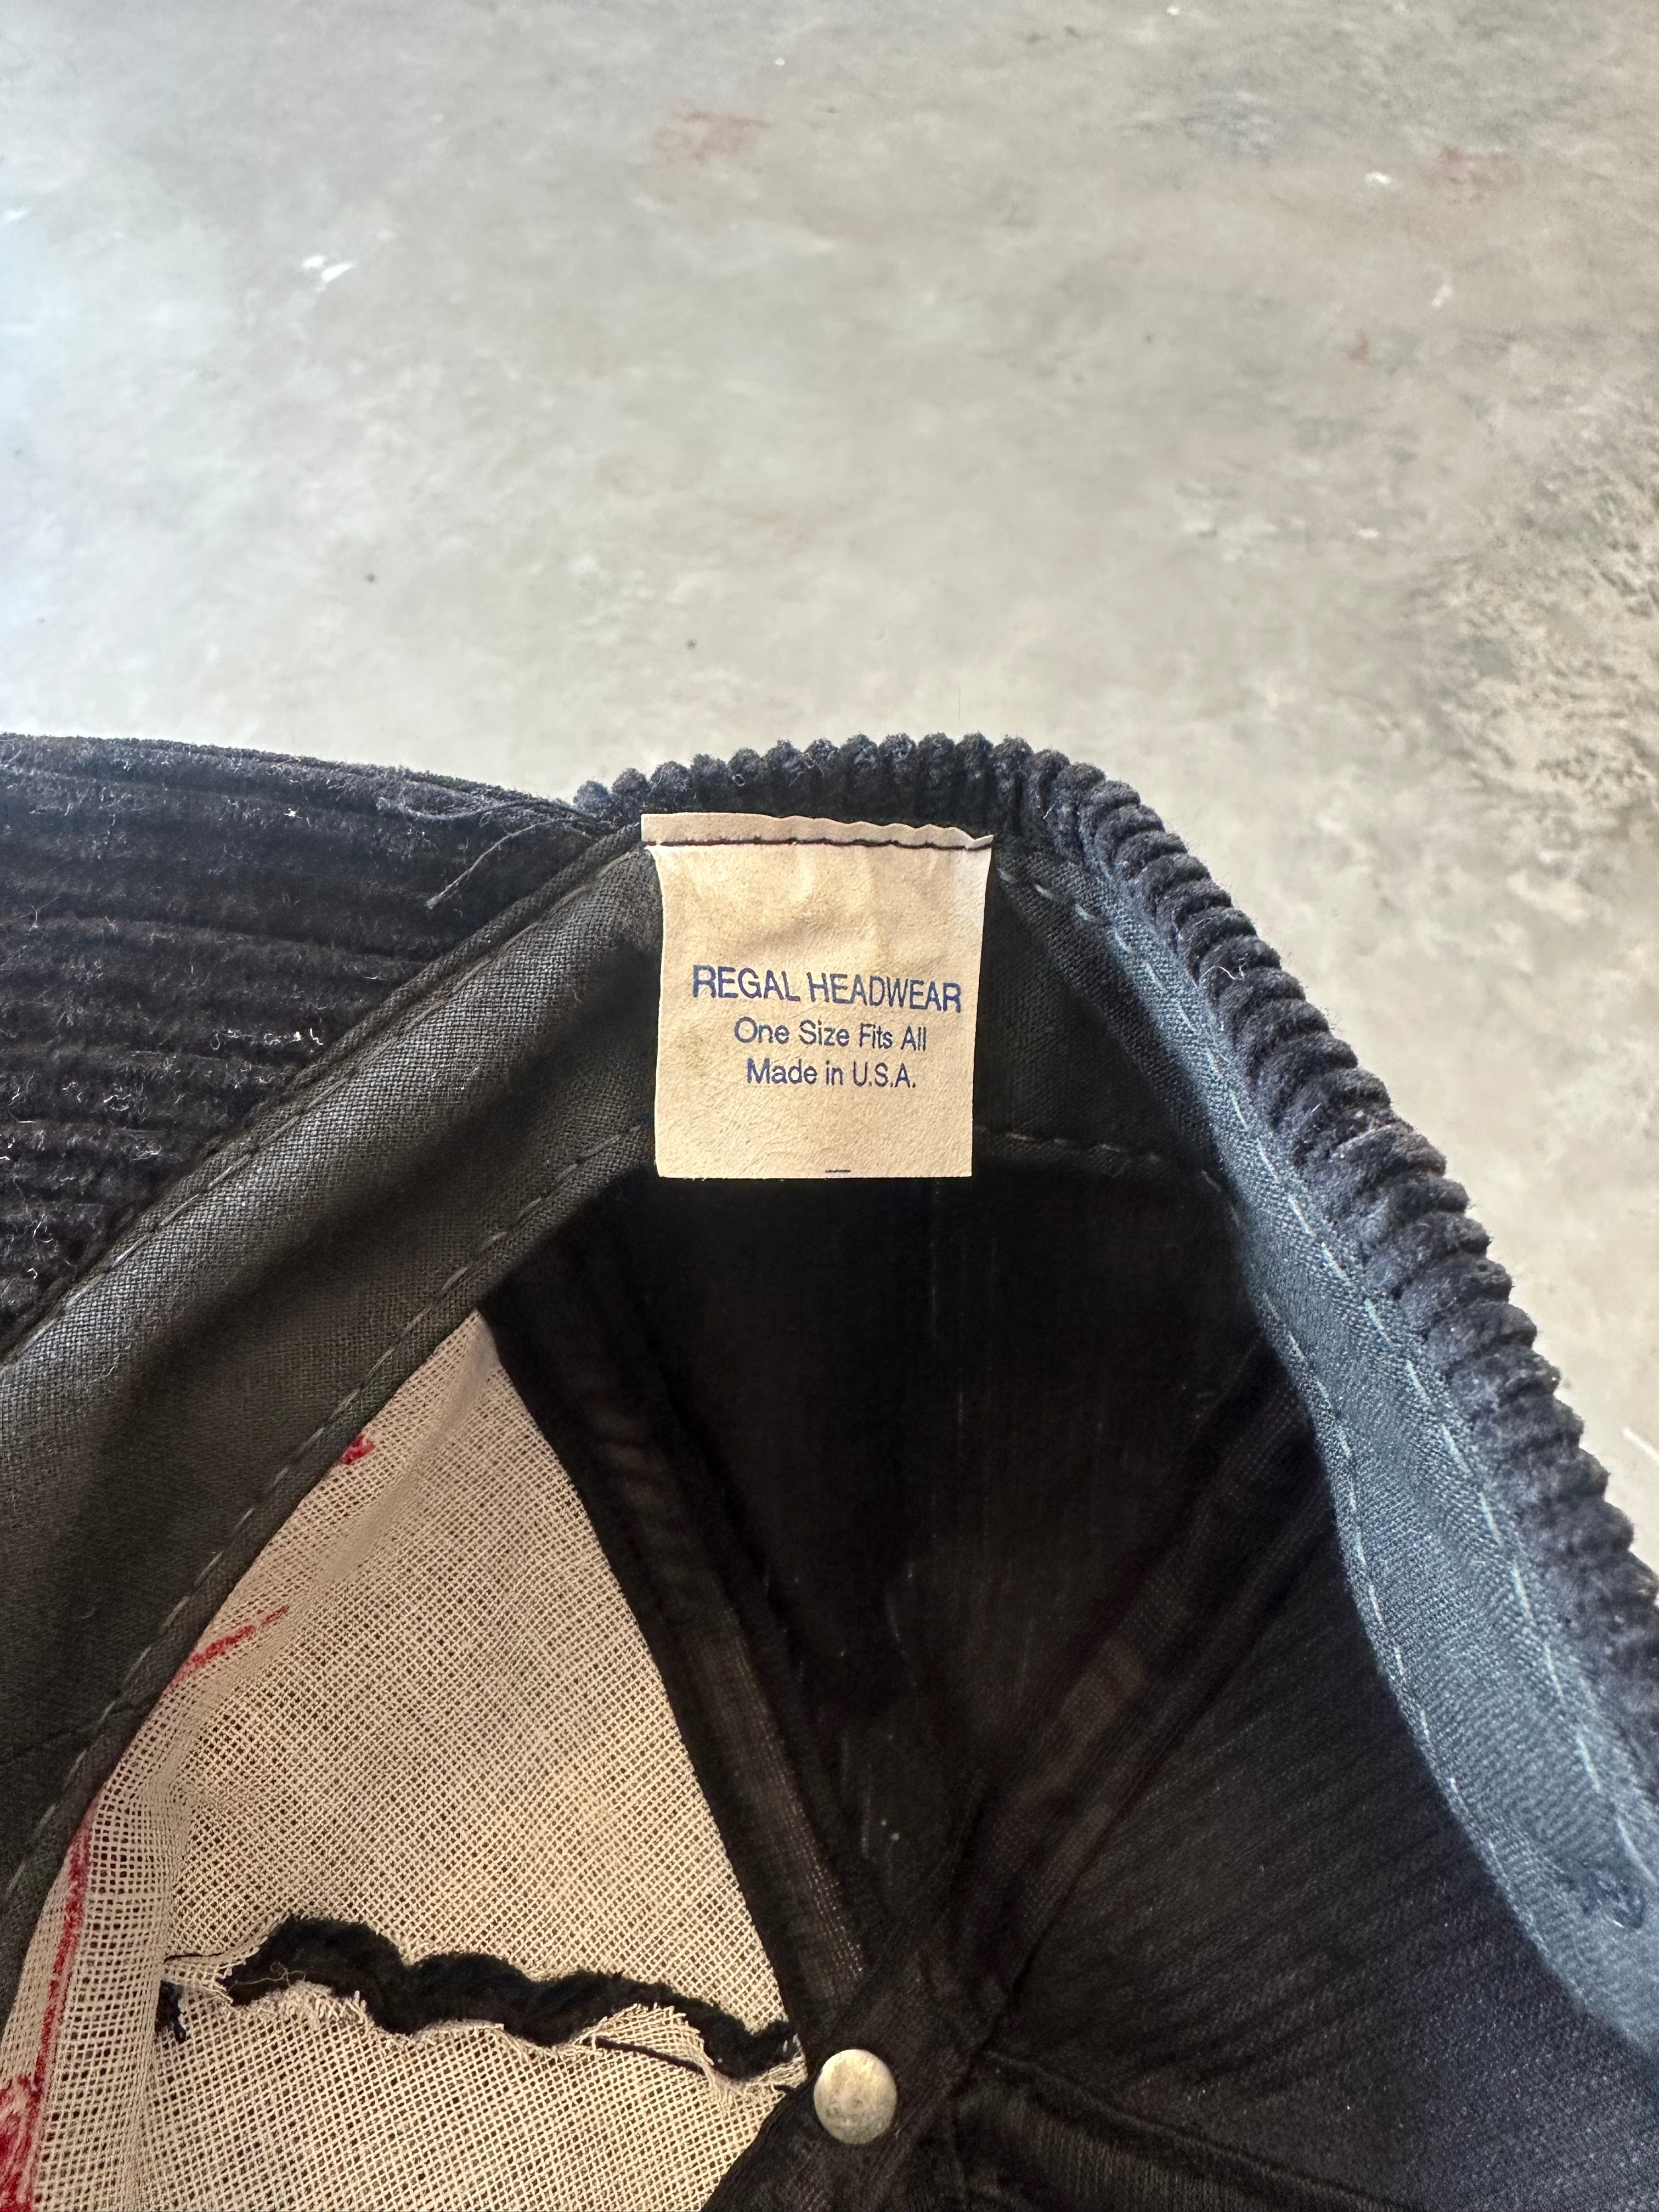 REGAL HEADWEAR
One Size Fits All
Made in U.S.A.